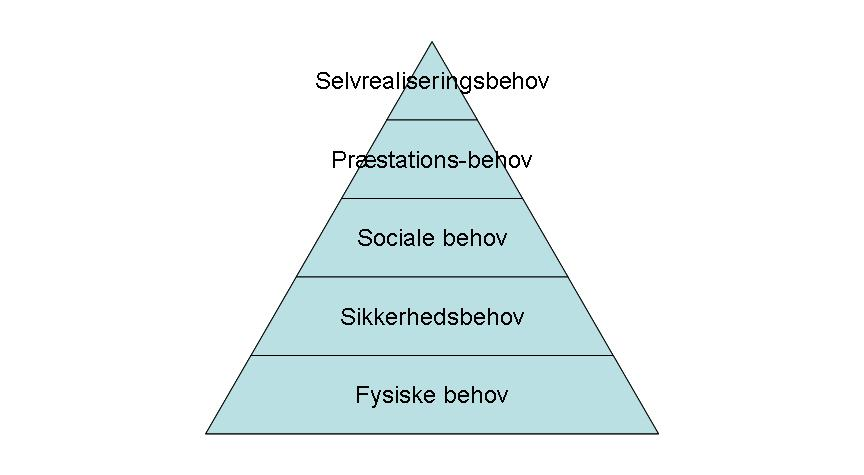 Selvrealiseringsbehov
Præstations-behov
Sociale behov
Sikkerhedsbehov
Fysiske behov